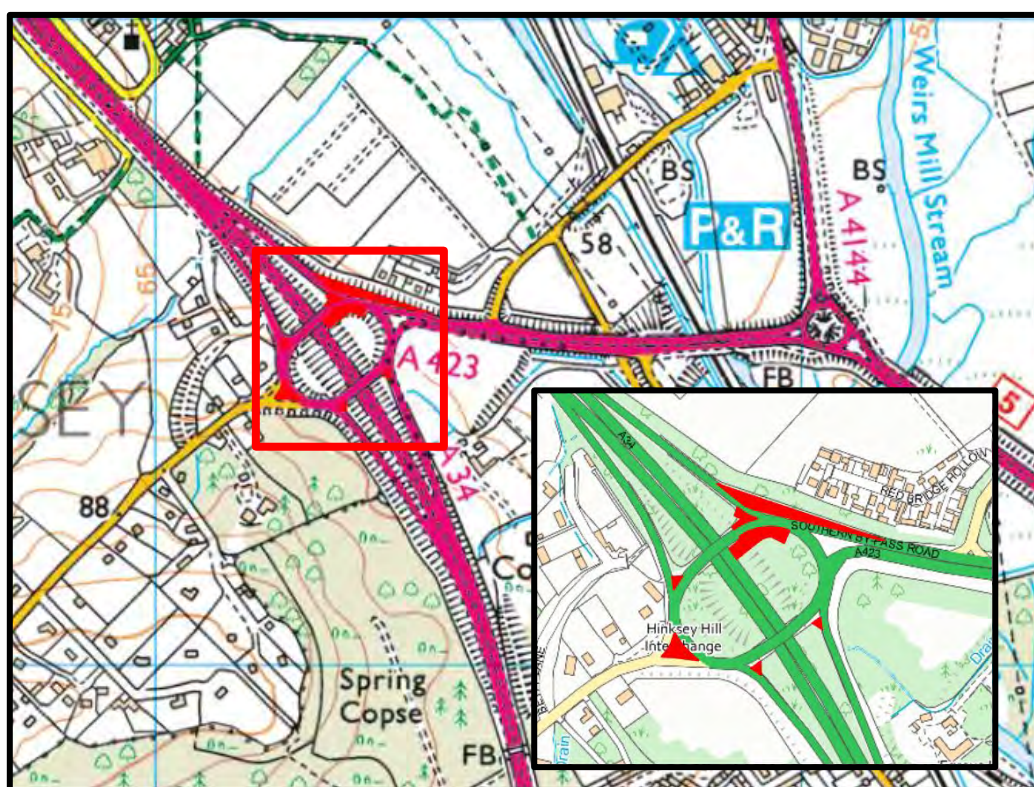 Weirs Mill Stream
BS
BS
P&R
A 4144
58
75
65
A 423
FB
5
SEY
A 34
88
Spring
Copse
FB
A34
RED BRIDGE HOLLOW
SOUTHERN BY-PASS ROAD
A423
Hinksey Hill
Interchange
Drain
Drain